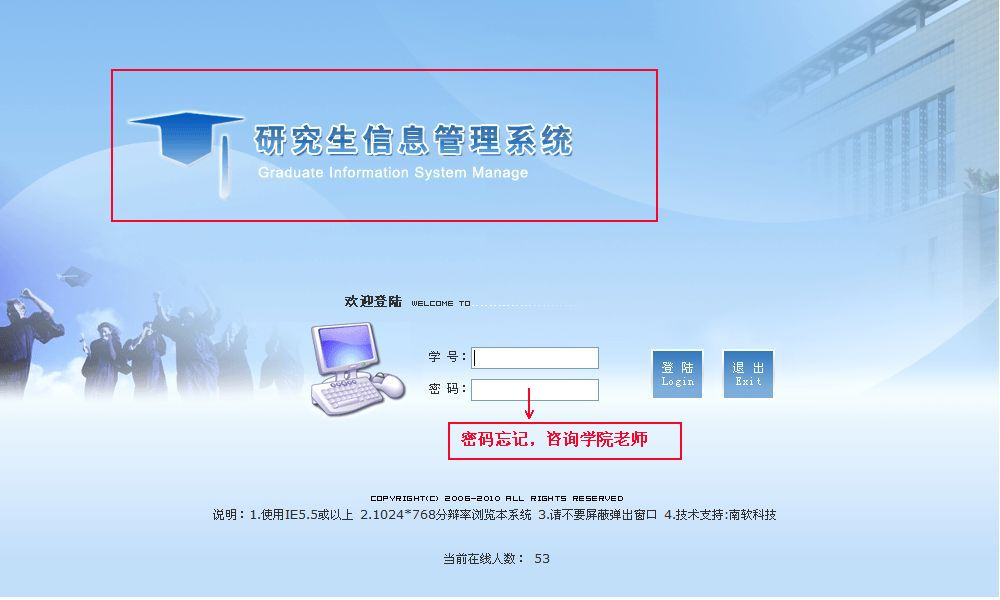 研究生信息管理系统
Graduate Information System Manage
欢迎登陆 WELCOME TO
学 号：
密 码：
登 陆
Login
退 出
Exit
密码忘记，咨询学院老师
COPYRIGHT(C) 2006-2010 ALL RIGHTS RESERVED
说明：1.使用IE5.5或以上 2.1024*768分辩率浏览本系统 3.请不要屏蔽弹出窗口 4.技术支持:南软科技
当前在线人数： 53